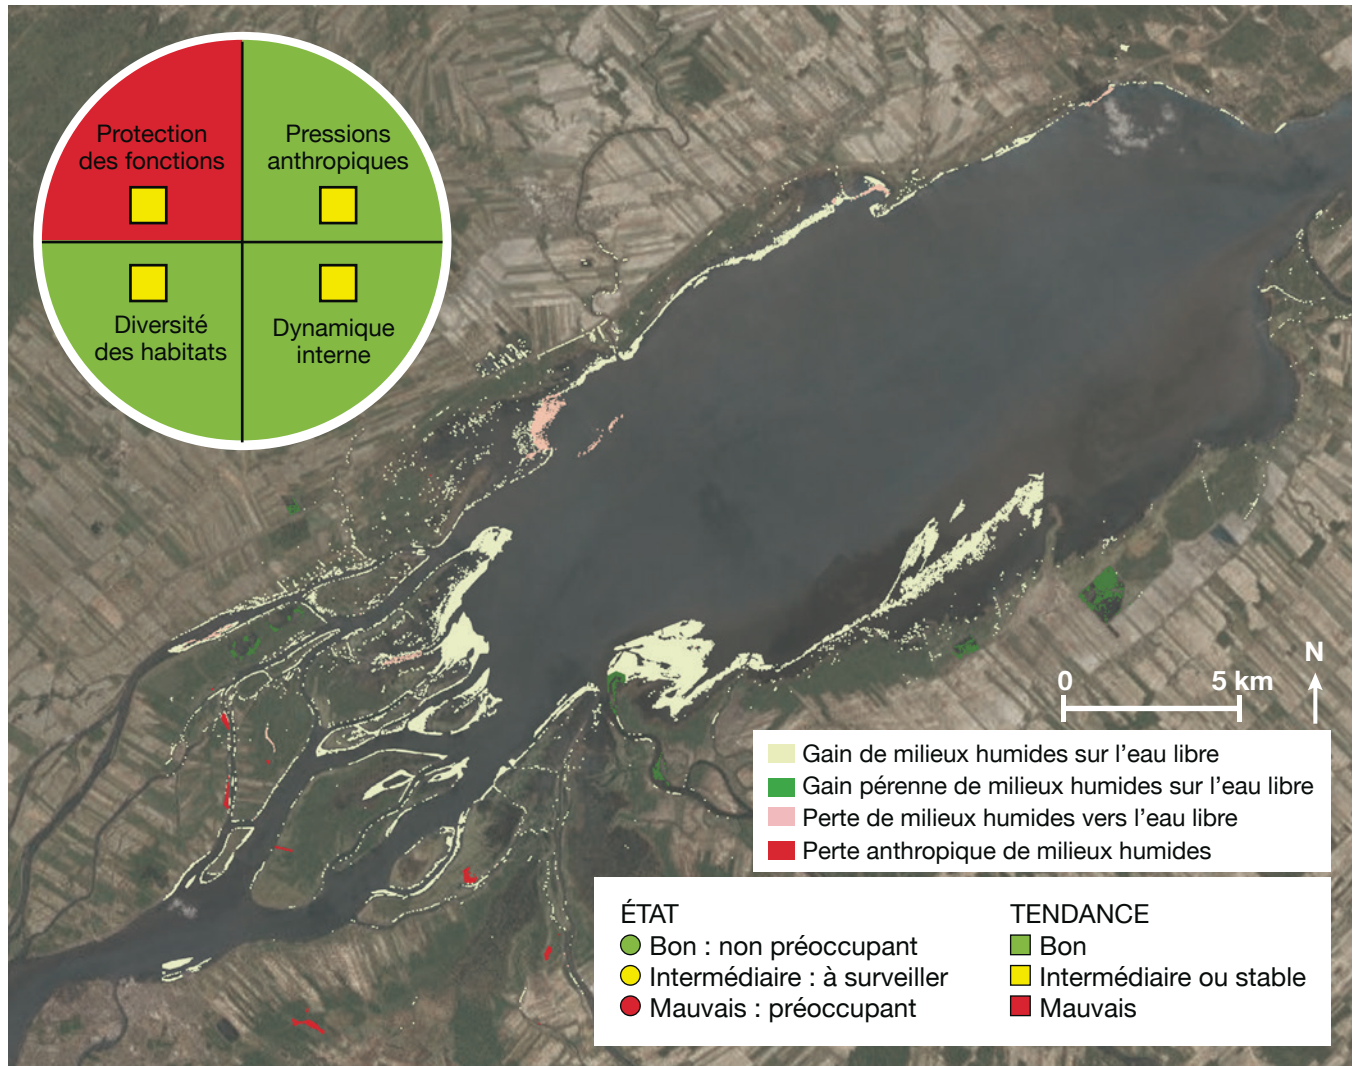 Protection
des fonctions
Pressions
anthropiques
Diversité
des habitats
Dynamique
interne
N
0 5 km
Gain de milieux humides sur l'eau libre
Gain pérenne de milieux humides sur l'eau libre
Perte de milieux humides vers l'eau libre
Perte anthropique de milieux humides
ÉTAT
Bon : non préoccupant
Intermédiaire : à surveiller
Mauvais : préoccupant
TENDANCE
Bon
Intermédiaire ou stable
Mauvais